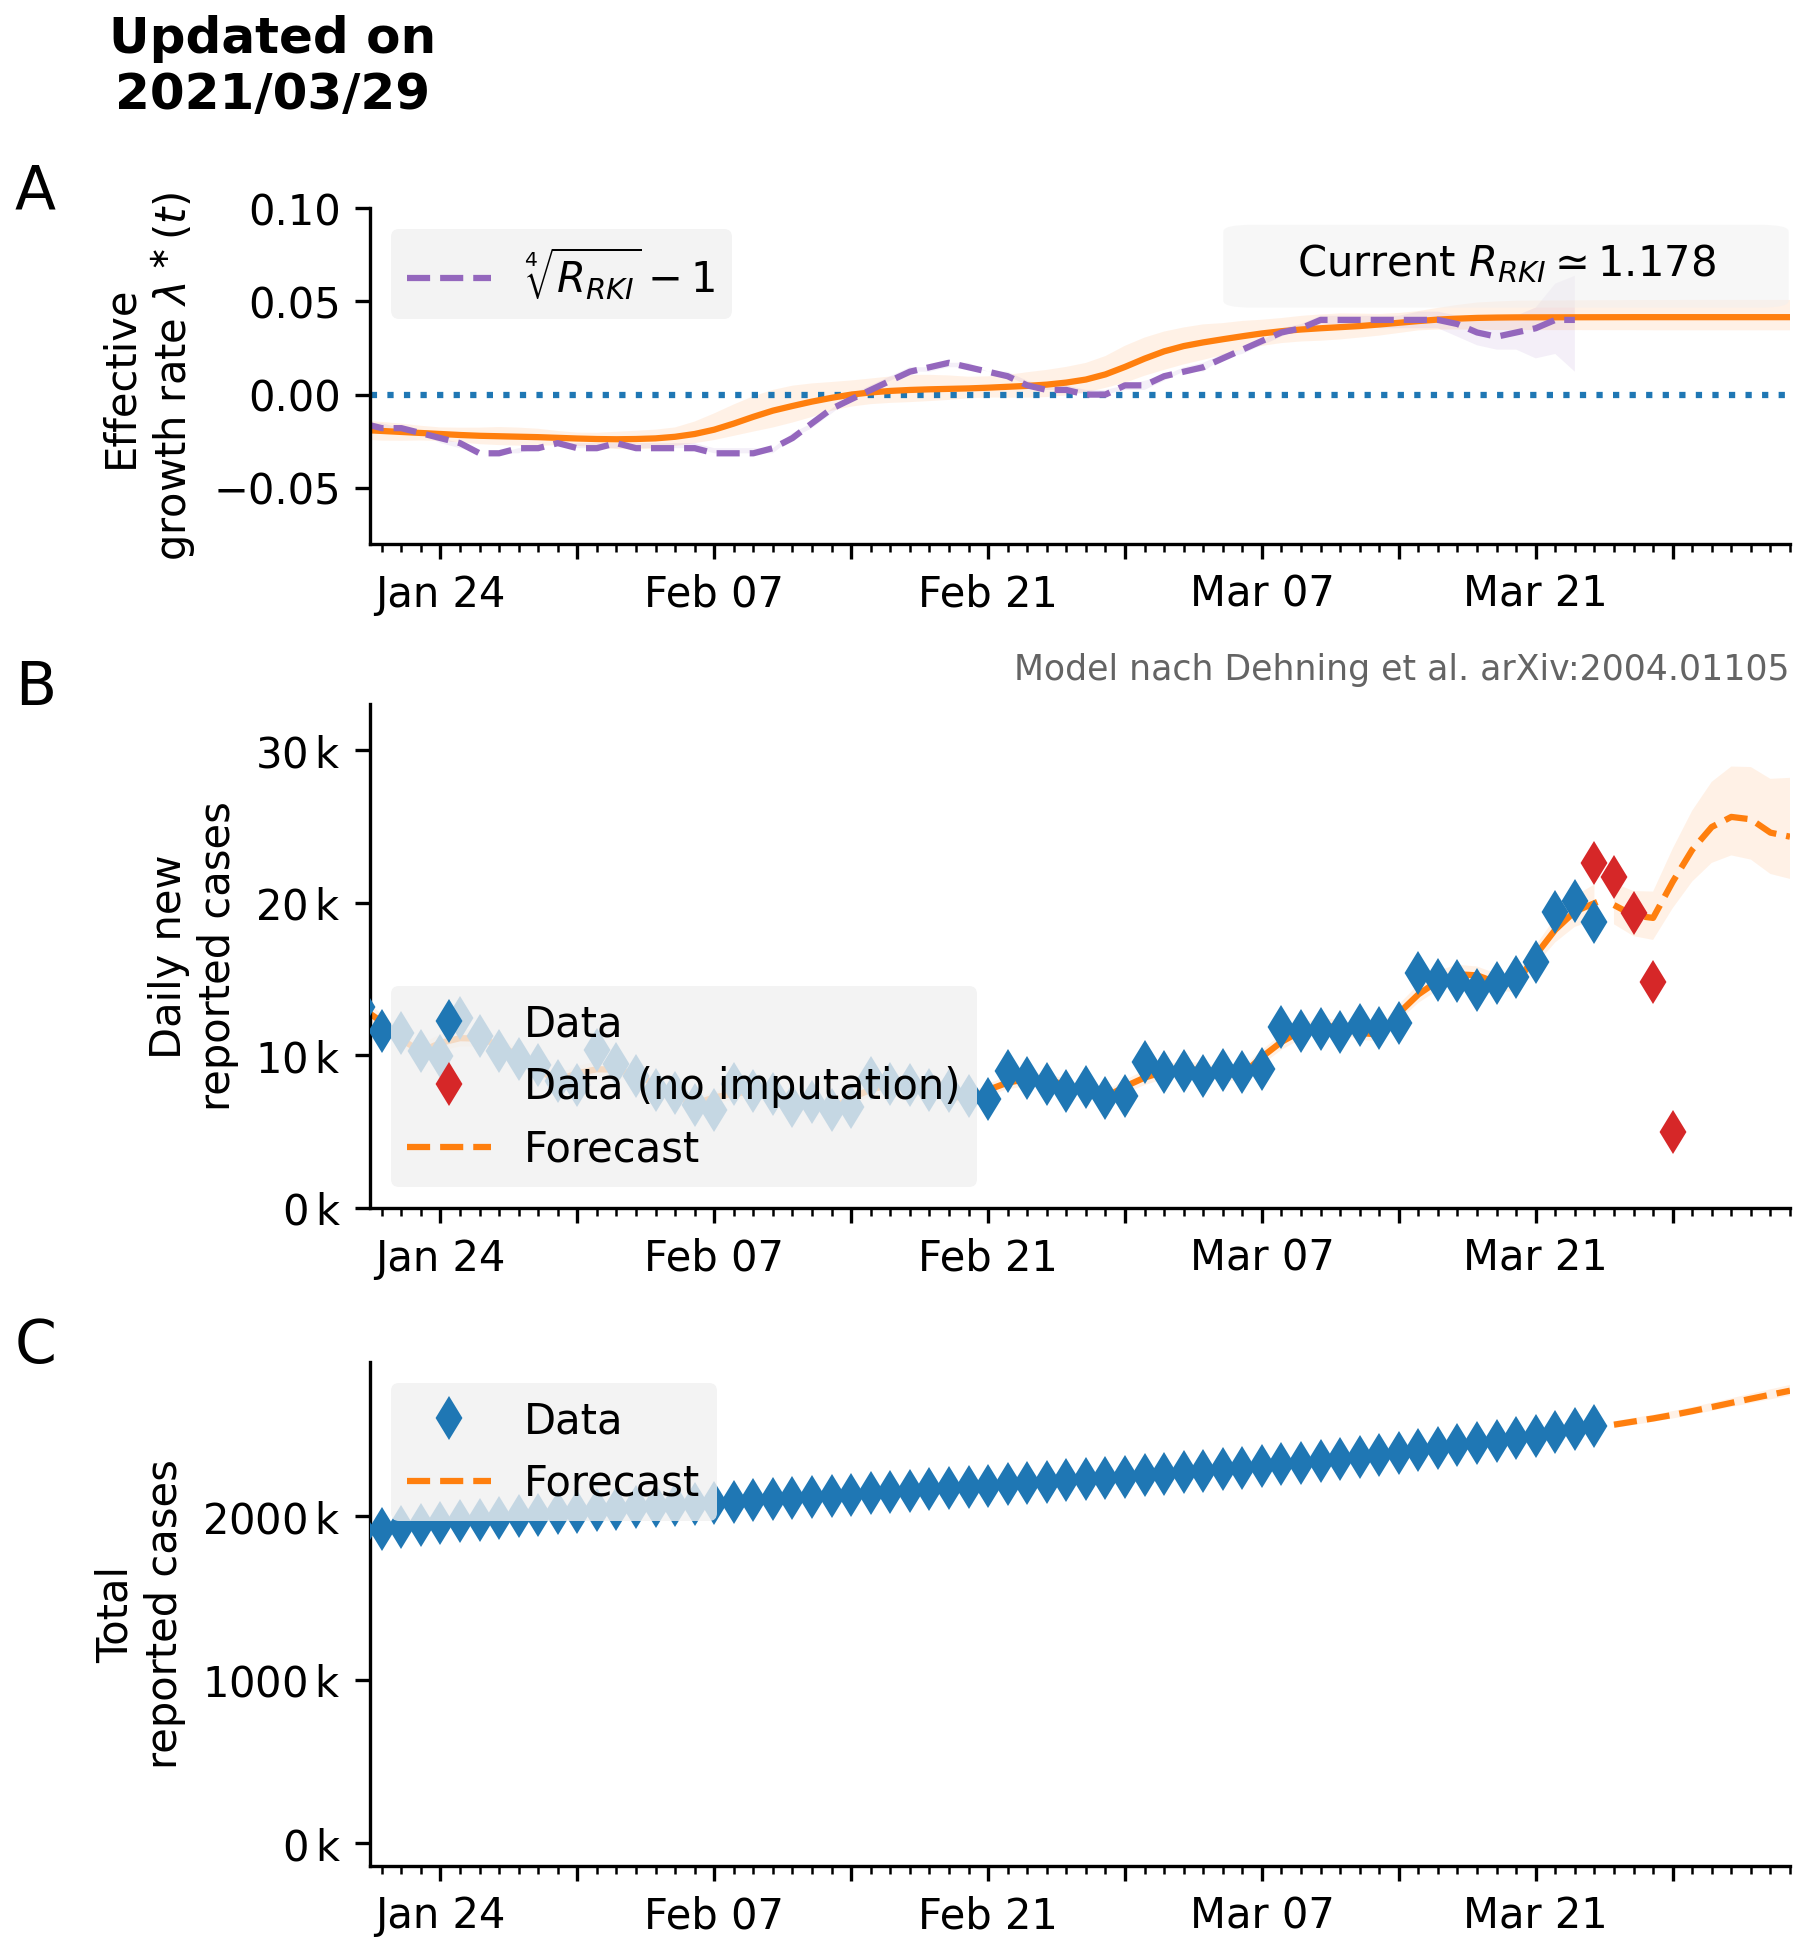 Updated on
2021/03/29
A
Effective
growth rate λ * (t)
0.10
0.05
0.00
−0.05
∜R_RKI − 1
Current R_RKI ≃ 1.178
Jan 24 Feb 07 Feb 21 Mar 07 Mar 21
Model nach Dehning et al. arXiv:2004.01105
B
Daily new
reported cases
30 k
20 k
10 k
0 k
Data
Data (no imputation)
Forecast
Jan 24 Feb 07 Feb 21 Mar 07 Mar 21
C
Total
reported cases
2000 k
1000 k
0 k
Data
Forecast
Jan 24 Feb 07 Feb 21 Mar 07 Mar 21